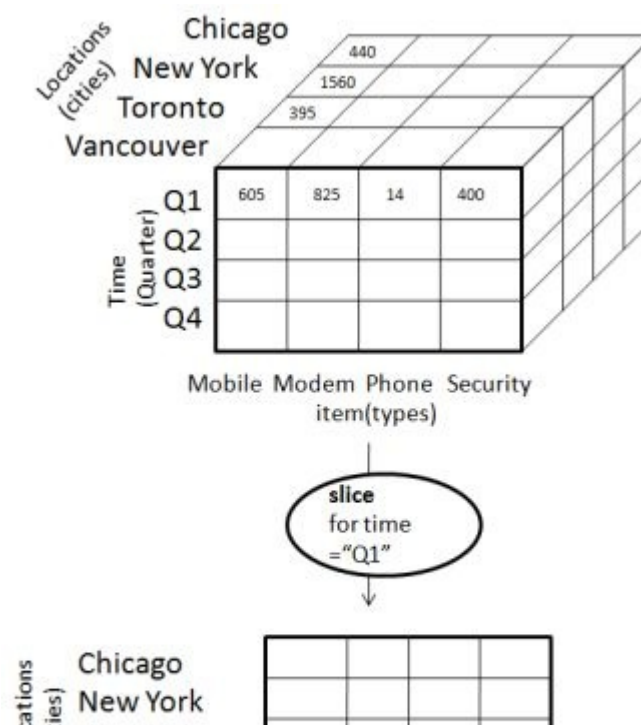 Chicago
New York
Toronto
Vancouver
Locations
(cities)
440
1560
395
Q1 605 825 14 400
Q2
Q3
Q4
Time
(Quarter)
Mobile Modem Phone Security
item(types)
slice
for time
="Q1"
Chicago
New York